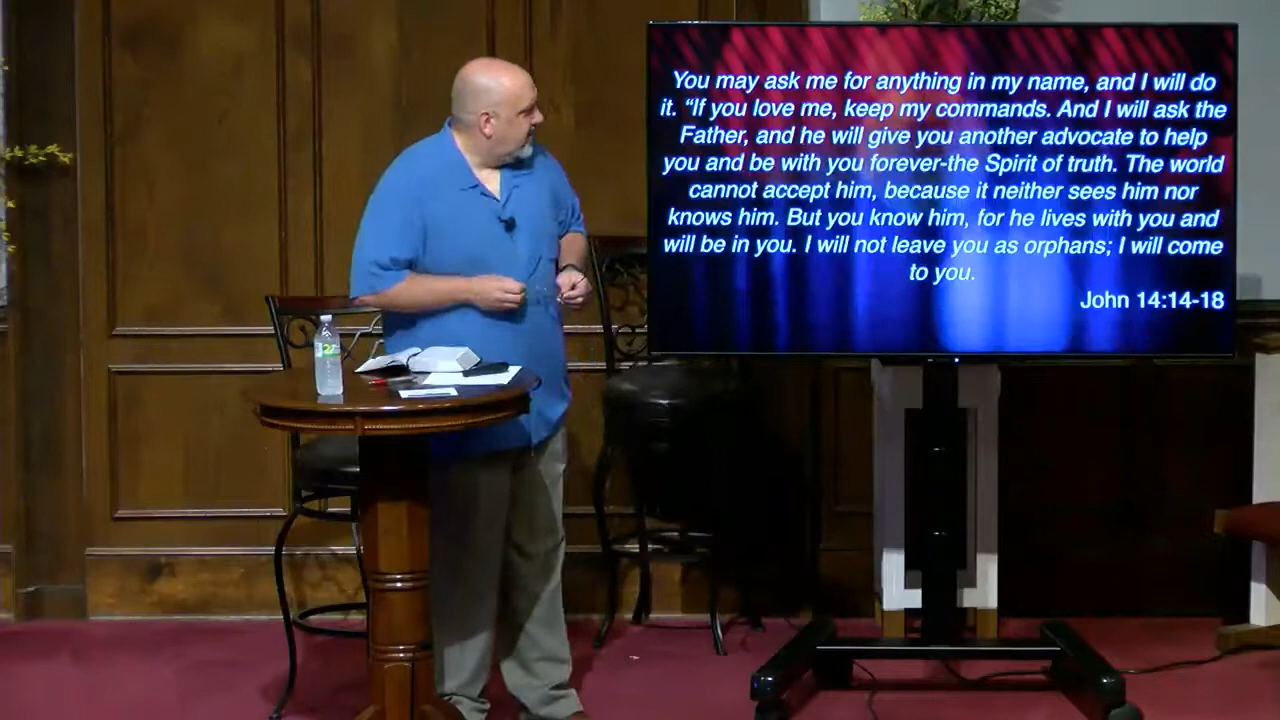 You may ask me for anything in my name, and I will do
it. “If you love me, keep my commands. And I will ask the
Father, and he will give you another advocate to help
you and be with you forever-the Spirit of truth. The world
cannot accept him, because it neither sees him nor
knows him. But you know him, for he lives with you and
will be in you. I will not leave you as orphans; I will come
to you.
John 14:14-18